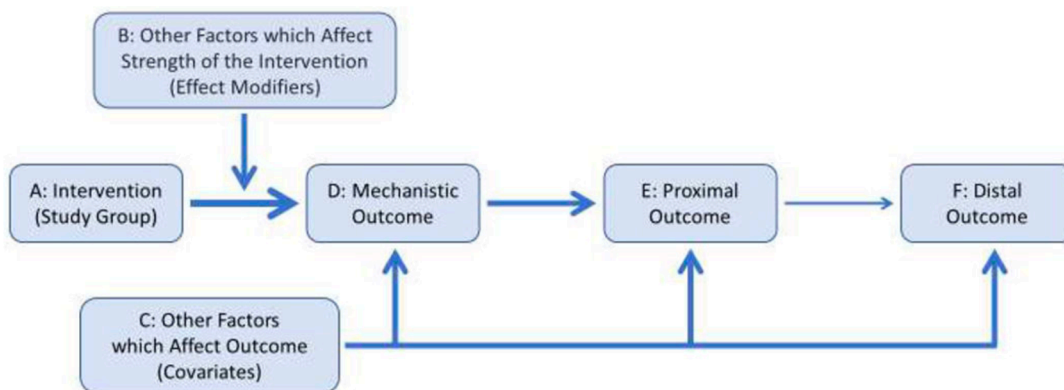 B: Other Factors which Affect
Strength of the Intervention
(Effect Modifiers)
A: Intervention
(Study Group)
D: Mechanistic
Outcome
E: Proximal
Outcome
F: Distal
Outcome
C: Other Factors
which Affect Outcome
(Covariates)